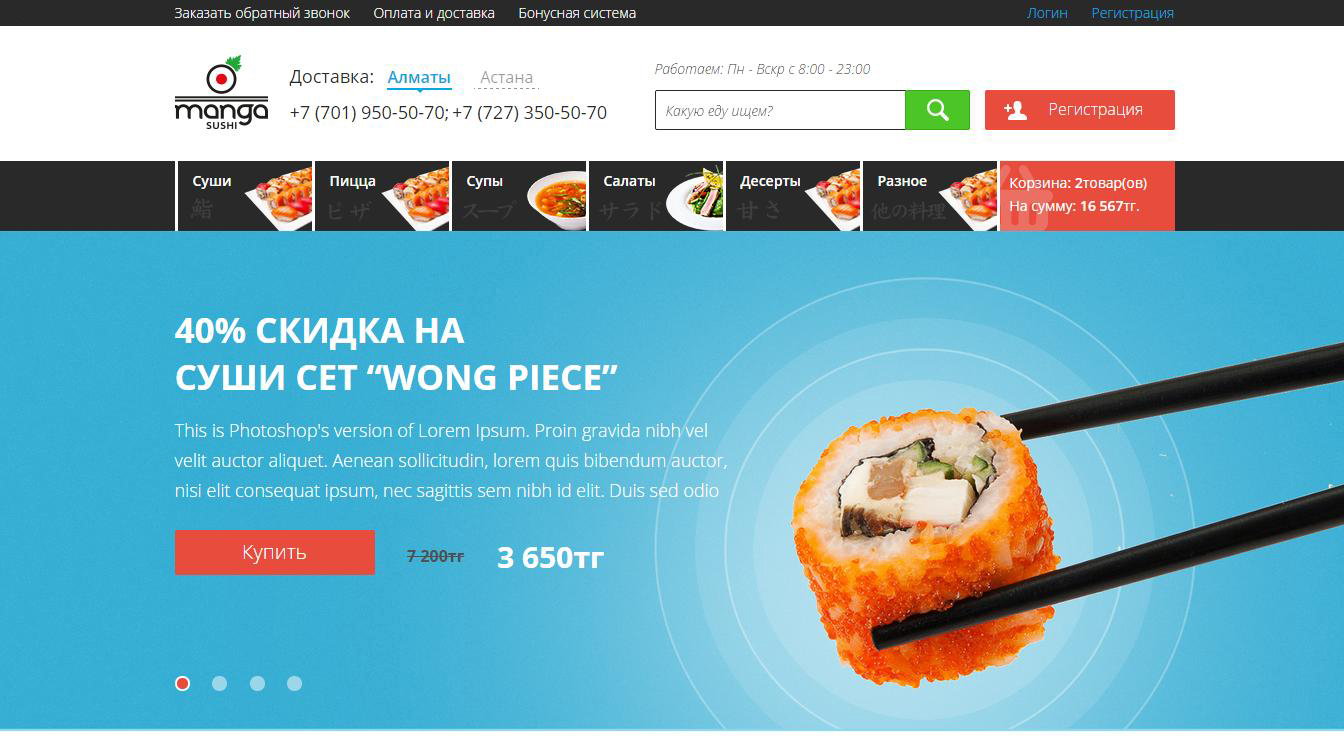 Заказать обратный звонок Оплата и доставка Бонусная система Логин Регистрация
manga
SUSHI
Доставка: Алматы Астана
+7 (701) 950-50-70; +7 (727) 350-50-70
Работаем: Пн - Вскр с 8:00 - 23:00
Какую еду ищем?
Регистрация
Суши
鮨
Пицца
ピザ
Супы
スープ
Салаты
サラド
Десерты
甘さ
Разное
他の料理
Корзина: 2товар(ов)
На сумму: 16 567тг.
40% СКИДКА НА
СУШИ СЕТ “WONG PIECE”
This is Photoshop's version of Lorem Ipsum. Proin gravida nibh vel
velit auctor aliquet. Aenean sollicitudin, lorem quis bibendum auctor,
nisi elit consequat ipsum, nec sagittis sem nibh id elit. Duis sed odio
Купить
7 200тг
3 650тг